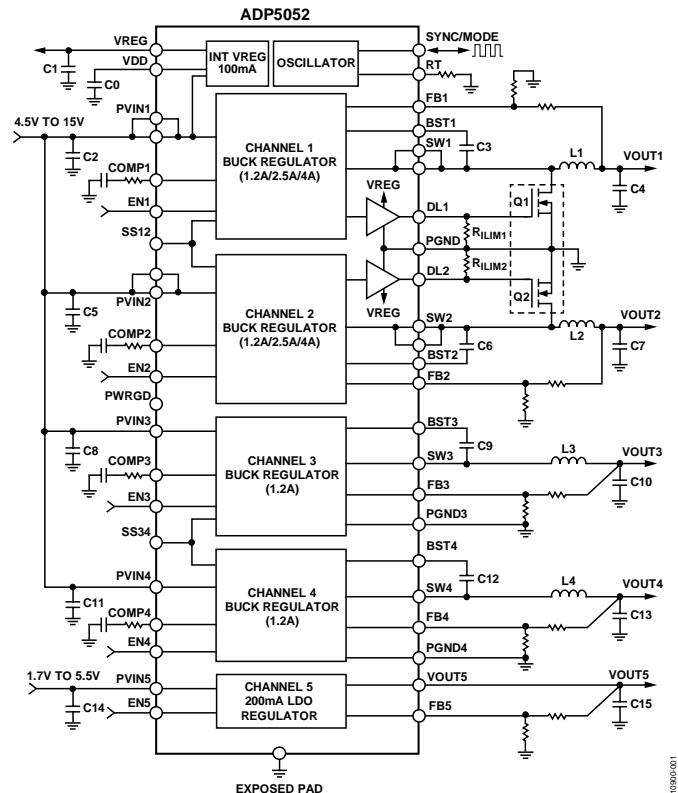 ADP5052
VREG
C1
VDD
C0
INT VREG
100mA
OSCILLATOR
SYNC/MODE
RT
4.5V TO 15V
PVIN1
C2
COMP1
EN1
SS12
CHANNEL 1
BUCK REGULATOR
(1.2A/2.5A/4A)
FB1
BST1
SW1
C3
L1
VOUT1
C4
VREG
DL1
Q1
RILIM1
PGND
RILIM2
DL2
Q2
VREG
PVIN2
C5
COMP2
EN2
PWRGD
CHANNEL 2
BUCK REGULATOR
(1.2A/2.5A/4A)
SW2
C6
BST2
FB2
L2
VOUT2
C7
PVIN3
C8
COMP3
EN3
SS34
CHANNEL 3
BUCK REGULATOR
(1.2A)
BST3
C9
SW3
FB3
PGND3
L3
VOUT3
C10
PVIN4
C11
COMP4
EN4
CHANNEL 4
BUCK REGULATOR
(1.2A)
BST4
C12
SW4
FB4
PGND4
L4
VOUT4
C13
1.7V TO 5.5V
PVIN5
C14
EN5
CHANNEL 5
200mA LDO
REGULATOR
VOUT5
FB5
VOUT5
C15
EXPOSED PAD
10900-001